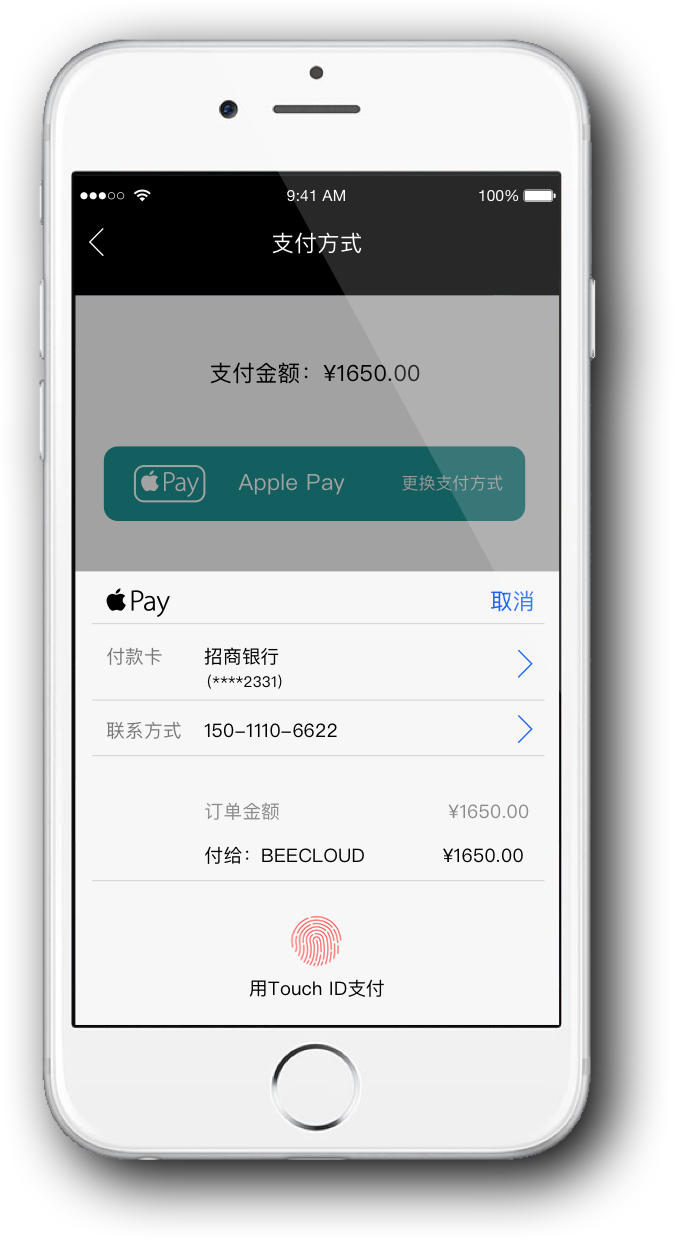 9:41 AM 100%
支付方式
支付金额：¥1650.00
Pay Apple Pay 更换支付方式
Pay 取消
付款卡 招商银行
(****2331)
联系方式 150-1110-6622
订单金额 ¥1650.00
付给：BEECLOUD ¥1650.00
用Touch ID支付